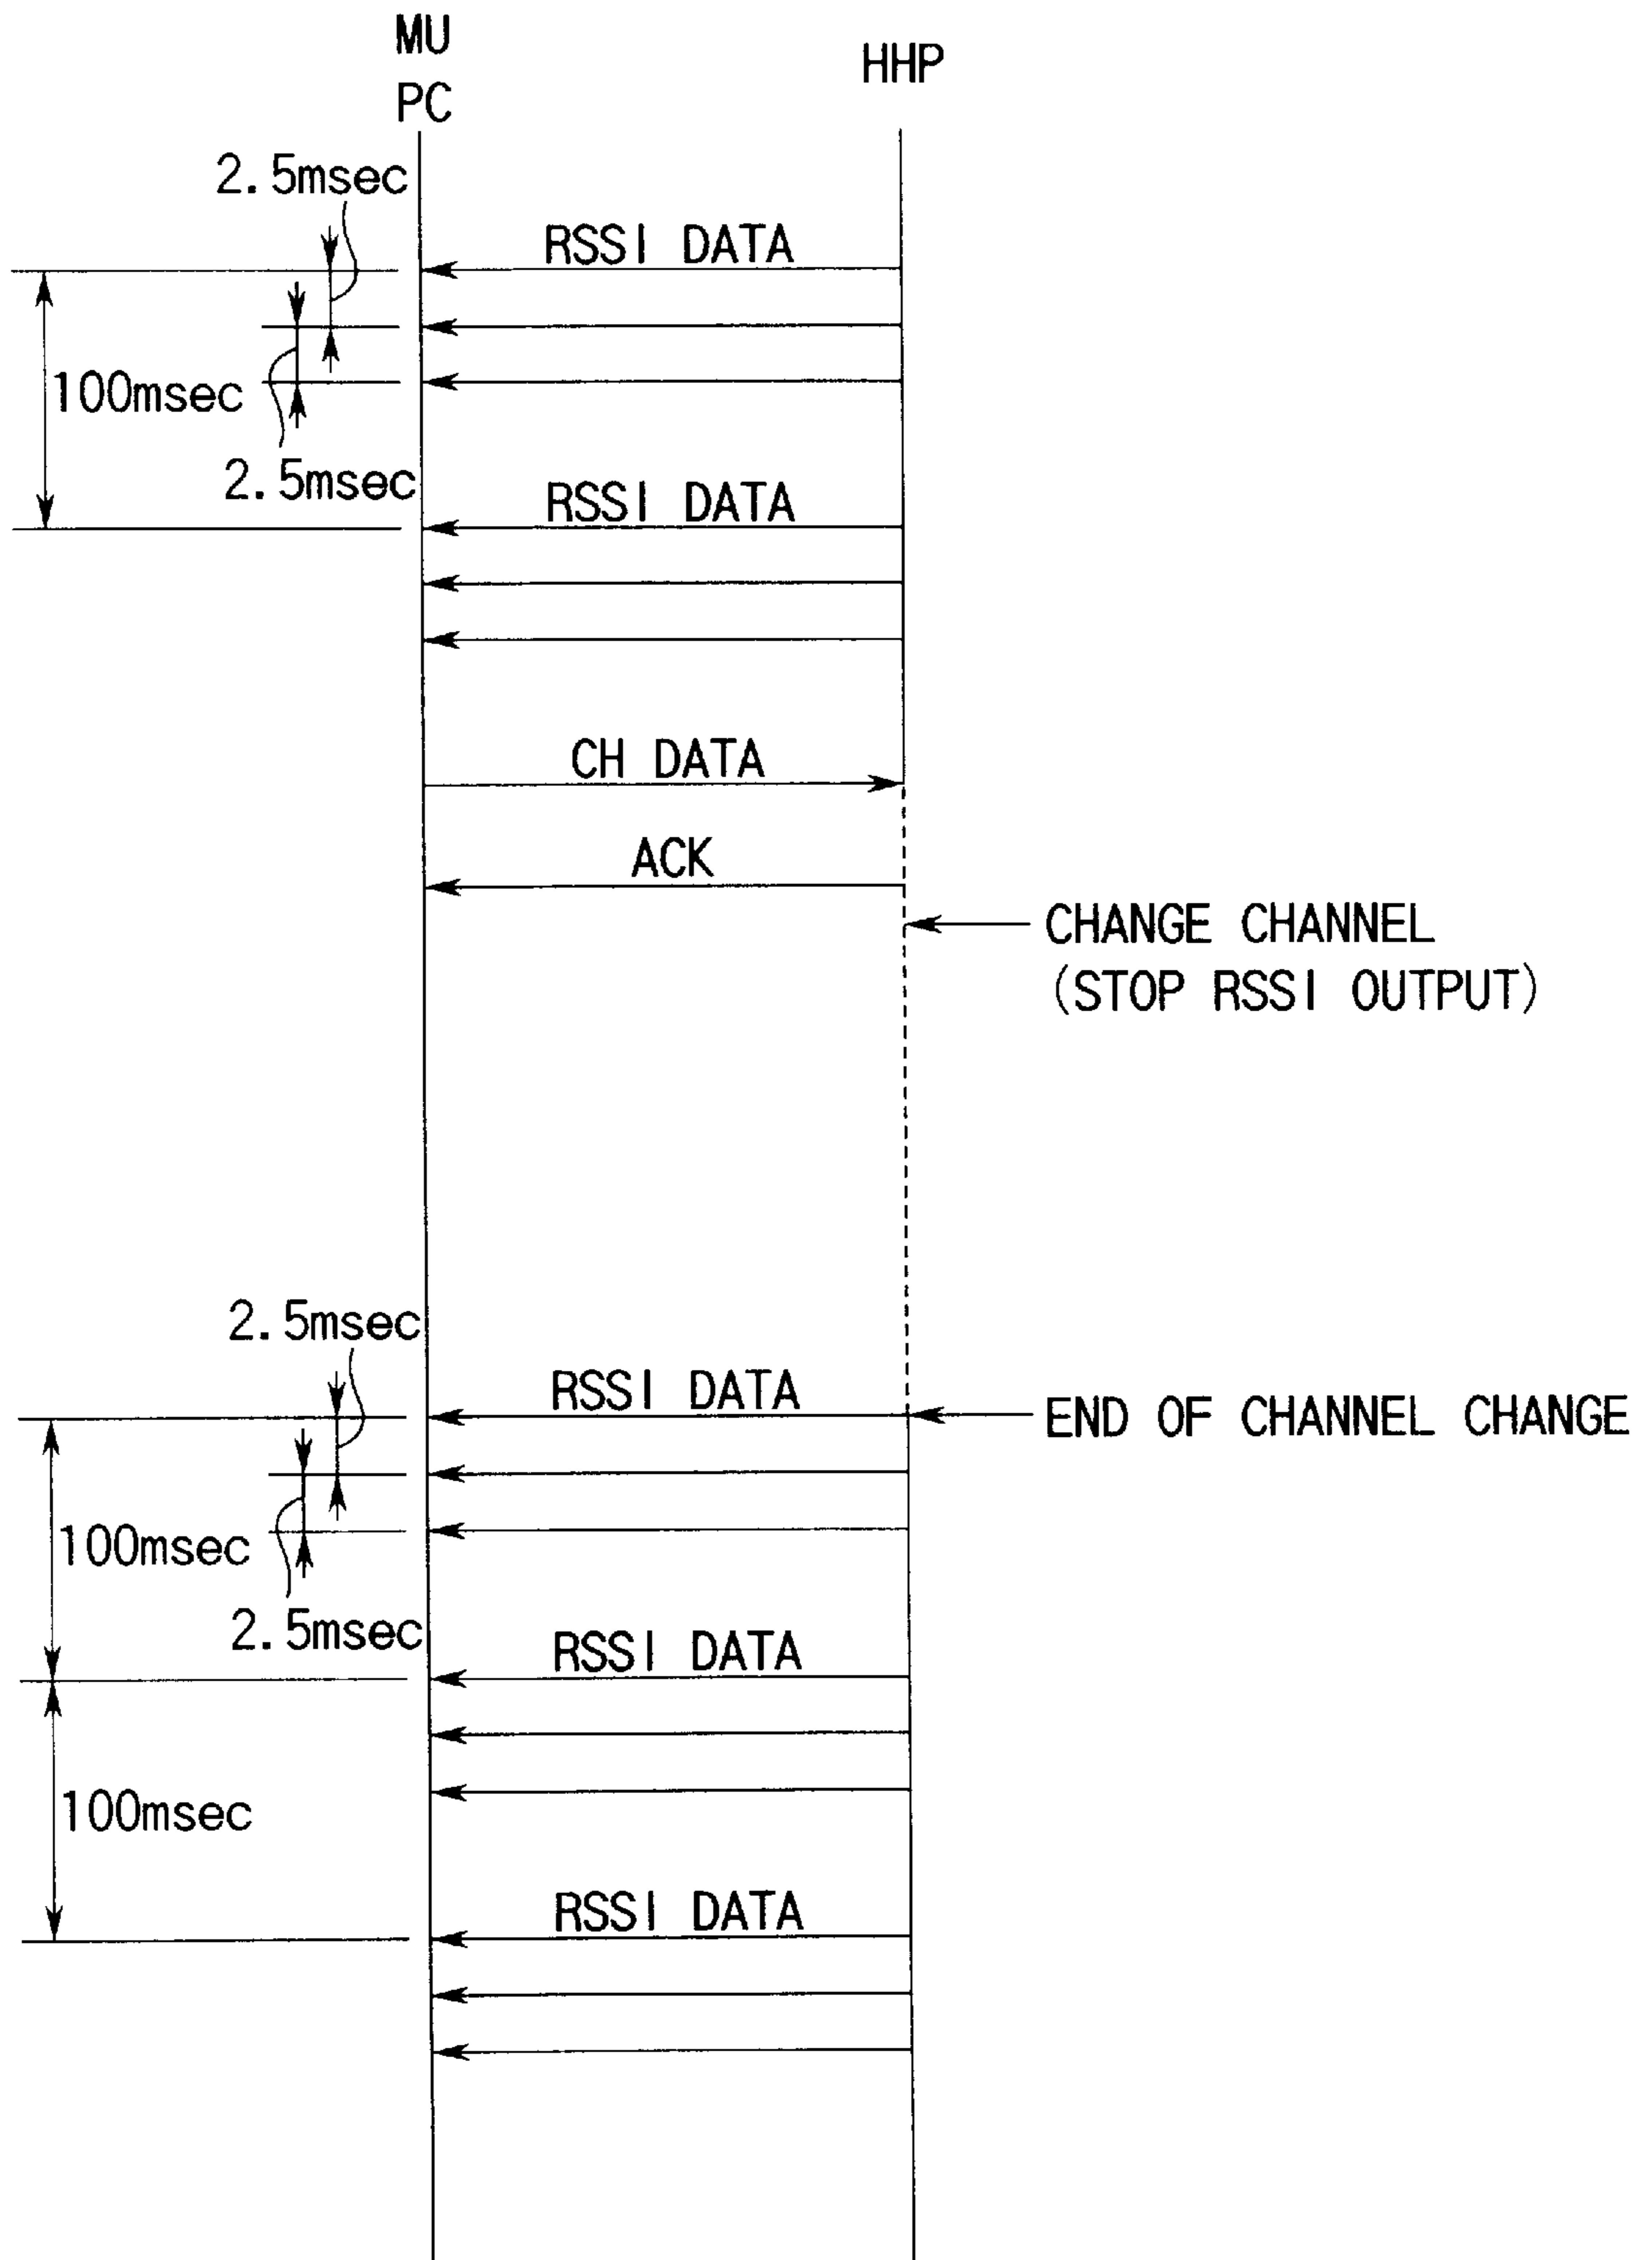 MU
PC
HHP
2.5msec
RSSI DATA
100msec
2.5msec
RSSI DATA
CH DATA
ACK
CHANGE CHANNEL
(STOP RSSI OUTPUT)
2.5msec
RSSI DATA
END OF CHANNEL CHANGE
100msec
2.5msec
RSSI DATA
100msec
RSSI DATA